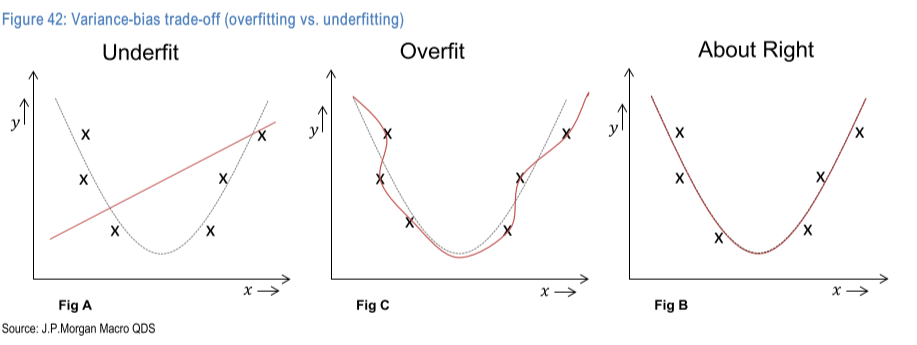 Figure 42: Variance-bias trade-off (overfitting vs. underfitting)
Underfit
Overfit
About Right
y
x
Fig A
y
x
Fig C
y
x
Fig B
Source: J.P.Morgan Macro QDS